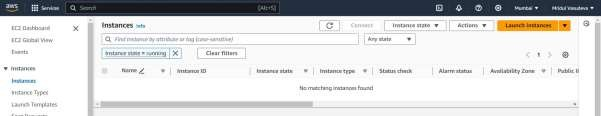 aws
Services
Search
[Alt+S]
Mumbai
EC2 Dashboard
EC2 Global View
Events
Instances
Instances
Instance Types
Launch Templates
Instances Info
Connect
Instance state
Actions
Launch instances
Find Instance by attribute or tag (case-sensitive)
Any state
Instance state = running
Clear filters
1
Name
Instance ID
Instance state
Instance type
Status check
Alarm status
Availability Zone
Public I
No matching instances found